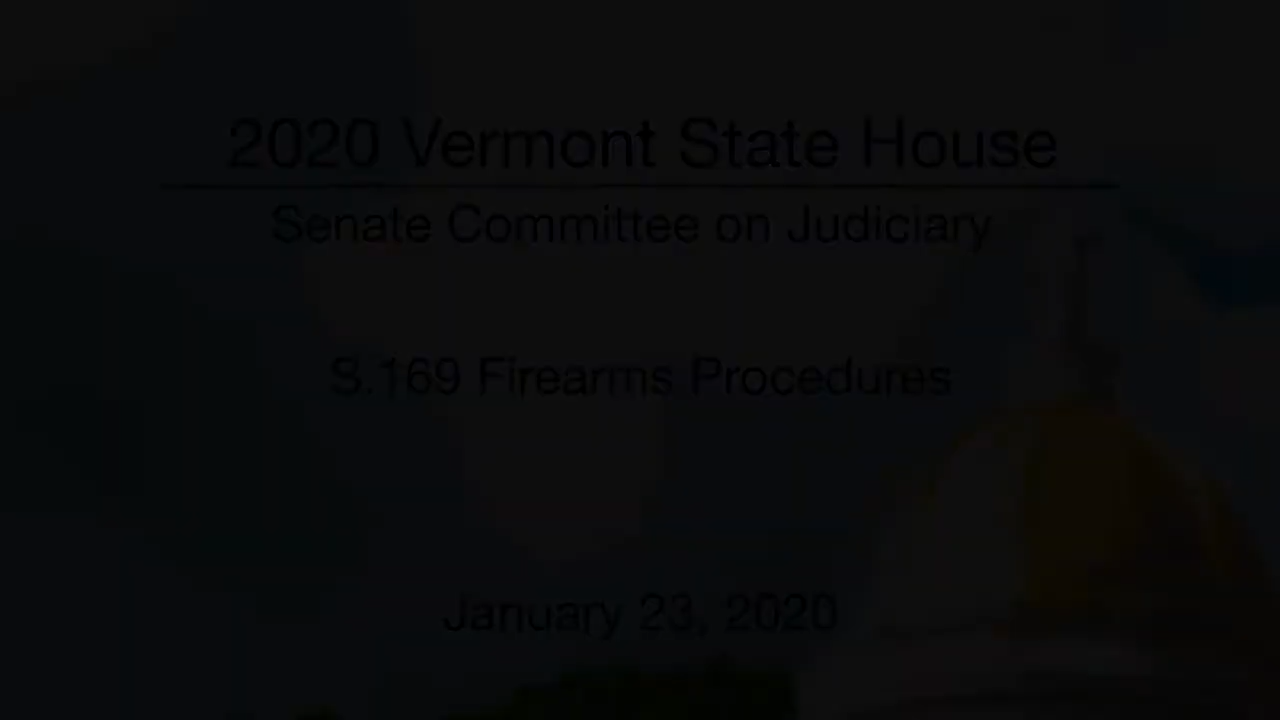 2020 Vermont State House
Senate Committee on Judiciary
S.169 Firearms Procedures
January 23, 2020